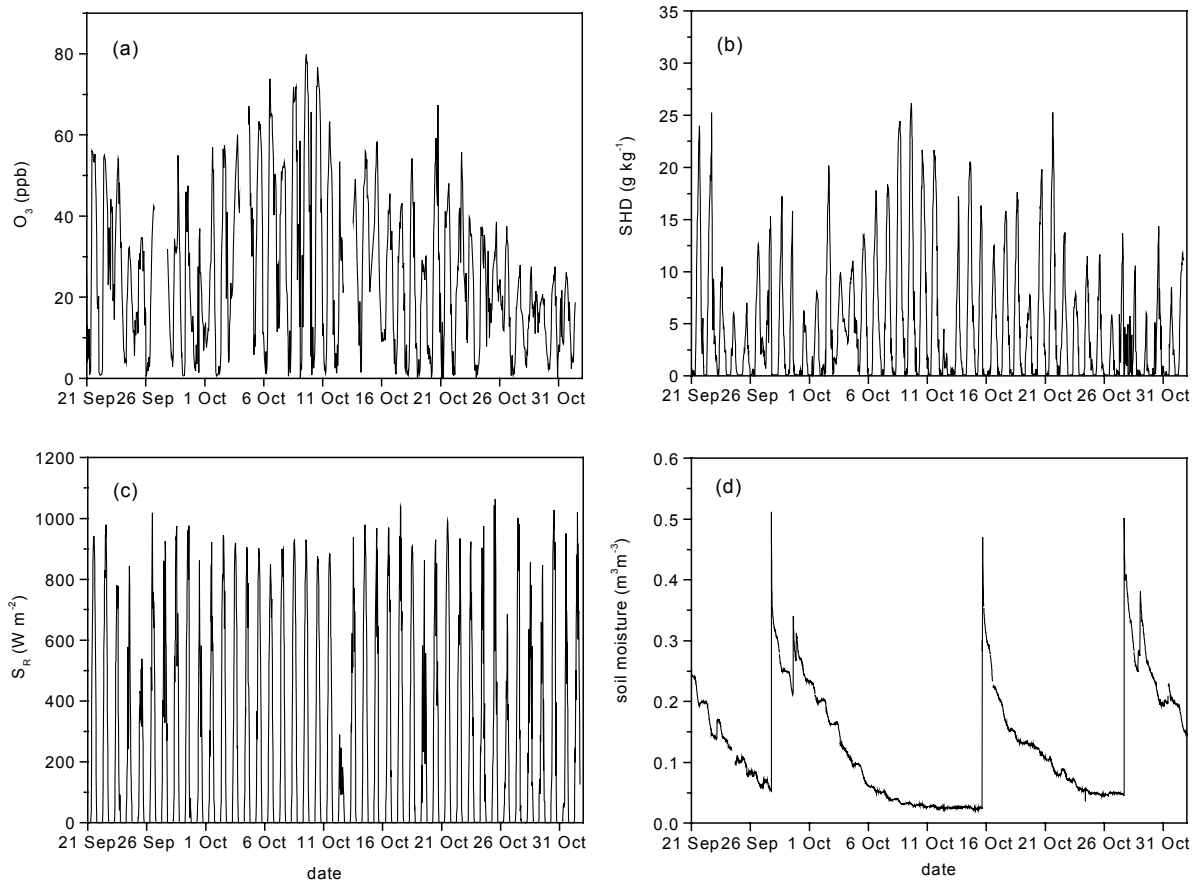 (a)
80
60
40
20
0
O₃ (ppb)
21 Sep 26 Sep 1 Oct 6 Oct 11 Oct 16 Oct 21 Oct 26 Oct 31 Oct
(b)
35
30
25
20
15
10
5
0
SHD (g kg⁻¹)
21 Sep 26 Sep 1 Oct 6 Oct 11 Oct 16 Oct 21 Oct 26 Oct 31 Oct
(c)
1200
1000
800
600
400
200
0
S_R (W m⁻²)
21 Sep 26 Sep 1 Oct 6 Oct 11 Oct 16 Oct 21 Oct 26 Oct 31 Oct
date
(d)
0.6
0.5
0.4
0.3
0.2
0.1
0.0
soil moisture (m³m⁻³)
21 Sep 26 Sep 1 Oct 6 Oct 11 Oct 16 Oct 21 Oct 26 Oct 31 Oct
date